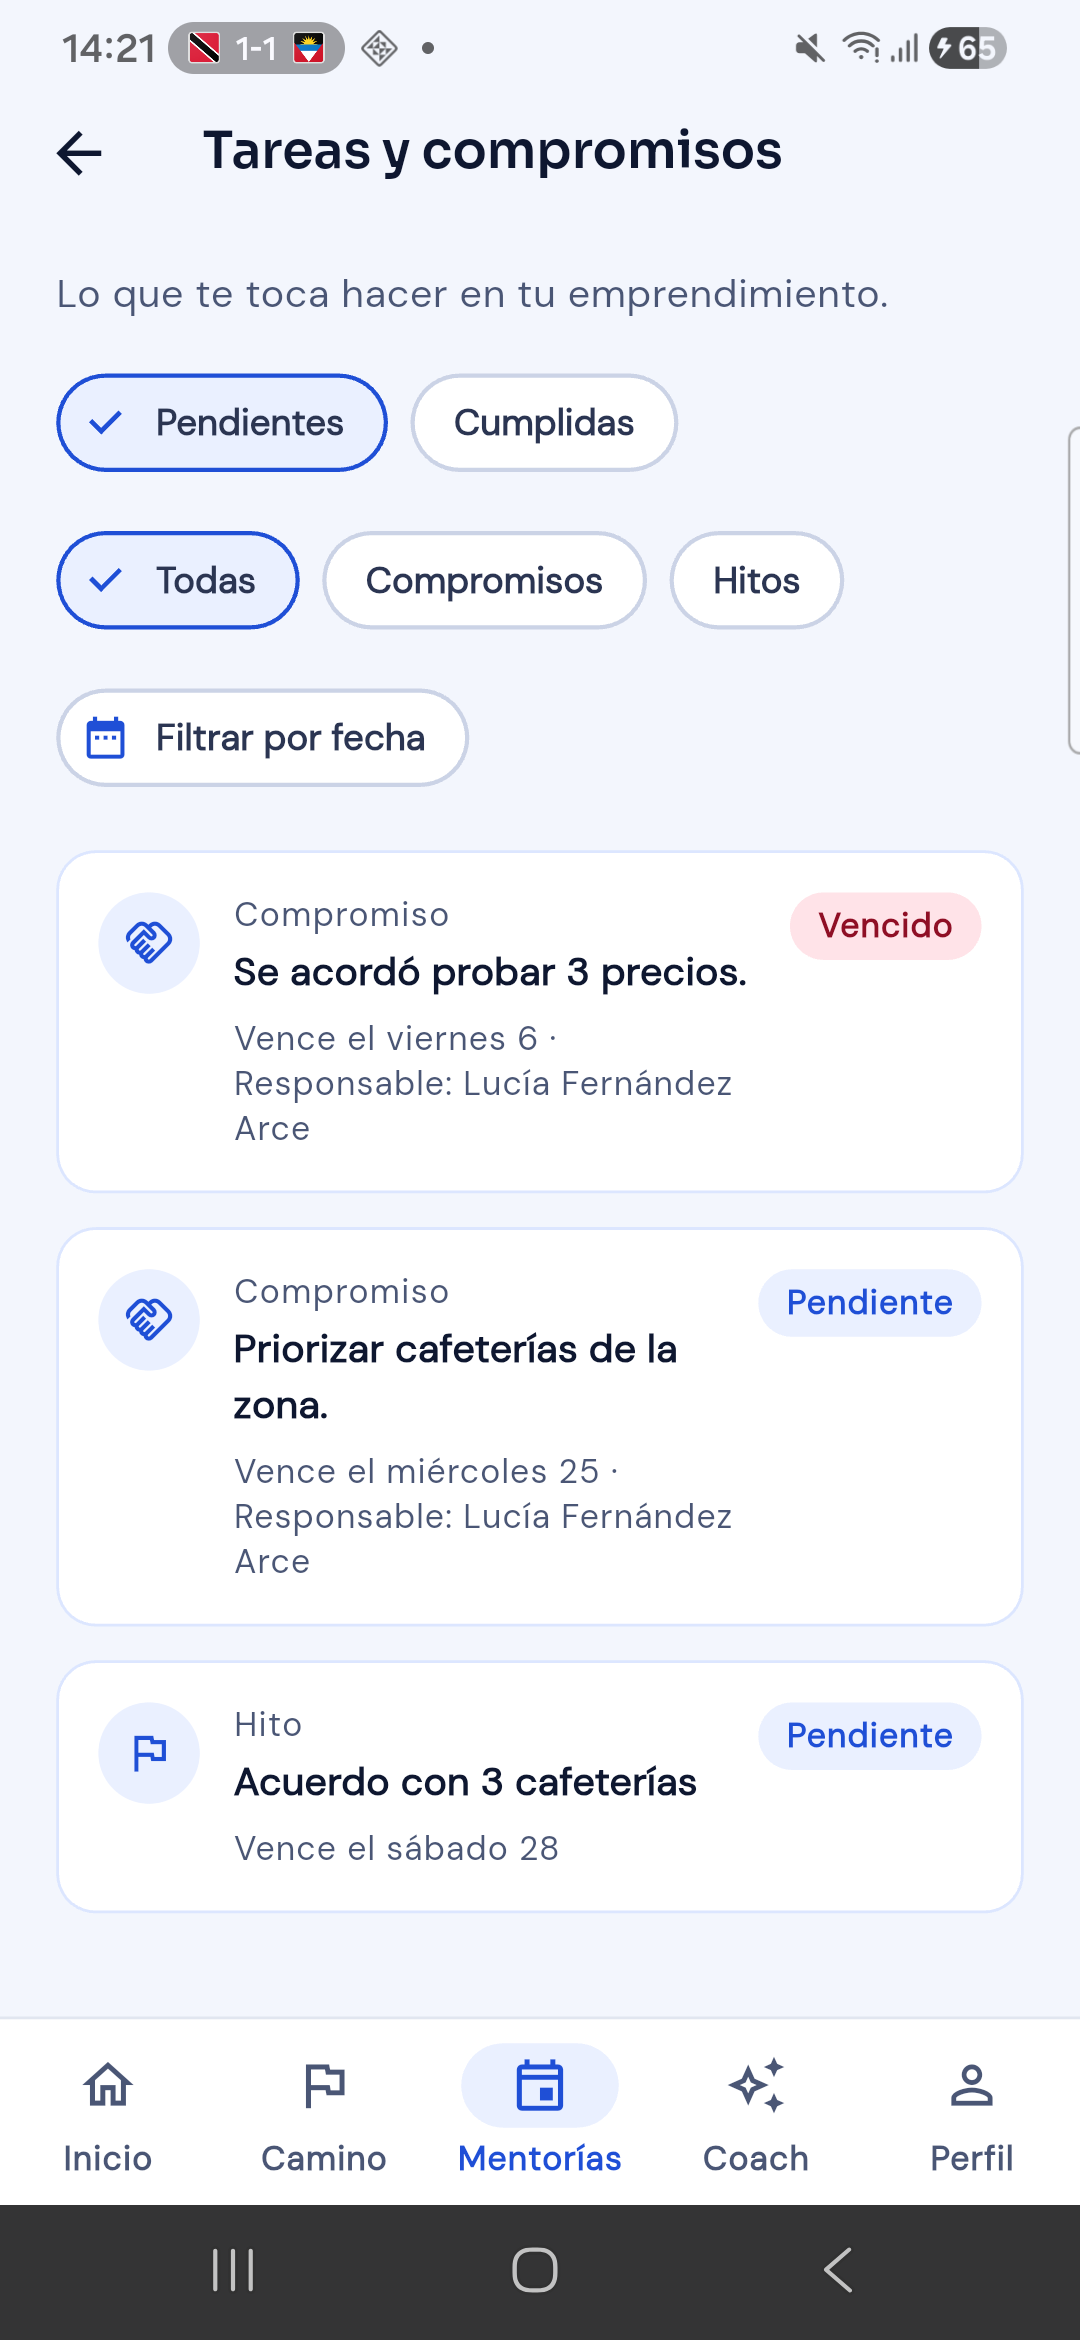 14:21 1-1 65
Tareas y compromisos
Lo que te toca hacer en tu emprendimiento.
Pendientes Cumplidas
Todas Compromisos Hitos
Filtrar por fecha
Compromiso Vencido
Se acordó probar 3 precios.
Vence el viernes 6 ·
Responsable: Lucía Fernández
Arce
Compromiso Pendiente
Priorizar cafeterías de la
zona.
Vence el miércoles 25 ·
Responsable: Lucía Fernández
Arce
Hito Pendiente
Acuerdo con 3 cafeterías
Vence el sábado 28
Inicio Camino Mentorías Coach Perfil